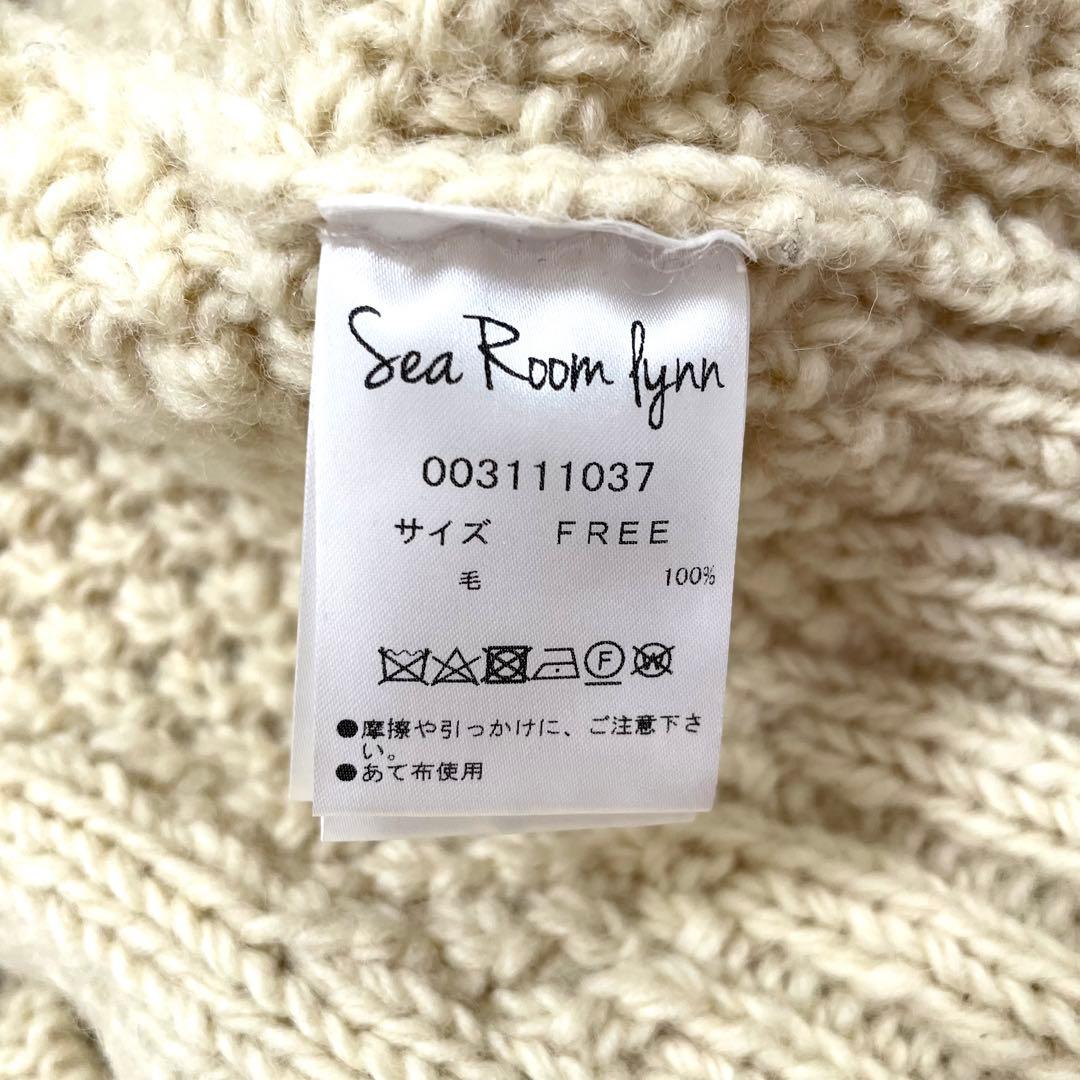 Sea Room lynn
003111037
サイズ FREE
毛 100%
F W
●摩擦や引っかけに、ご注意下さ
い。
●あて布使用